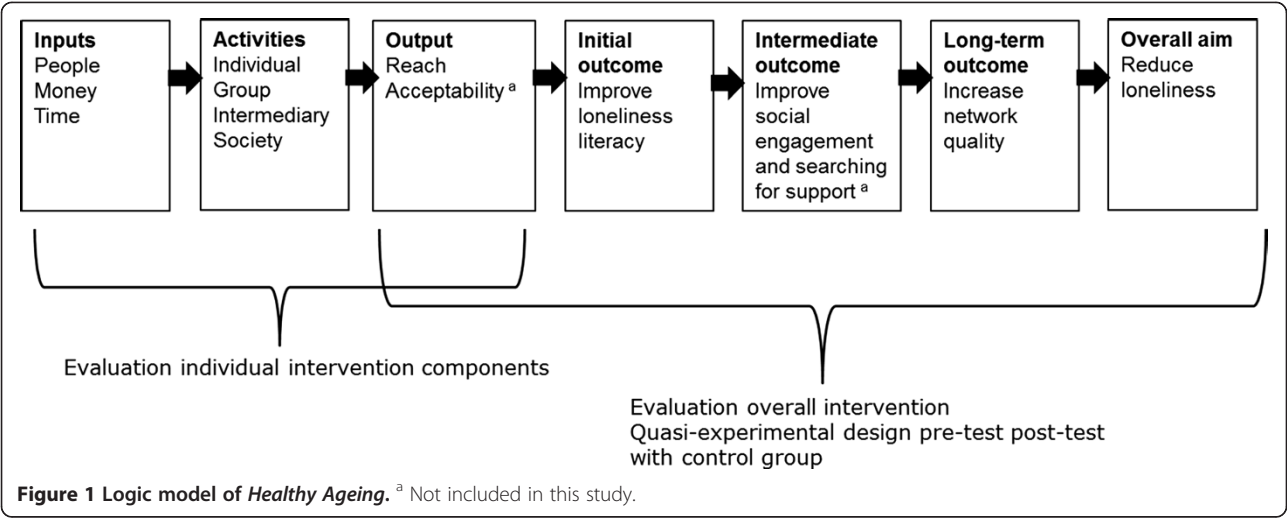 Inputs
People
Money
Time
Activities
Individual
Group
Intermediary
Society
Output
Reach
Acceptability a
Initial
outcome
Improve
loneliness
literacy
Intermediate
outcome
Improve
social
engagement
and searching
for support a
Long-term
outcome
Increase
network
quality
Overall aim
Reduce
loneliness
Evaluation individual intervention components
Evaluation overall intervention
Quasi-experimental design pre-test post-test
with control group
Figure 1 Logic model of Healthy Ageing. a Not included in this study.